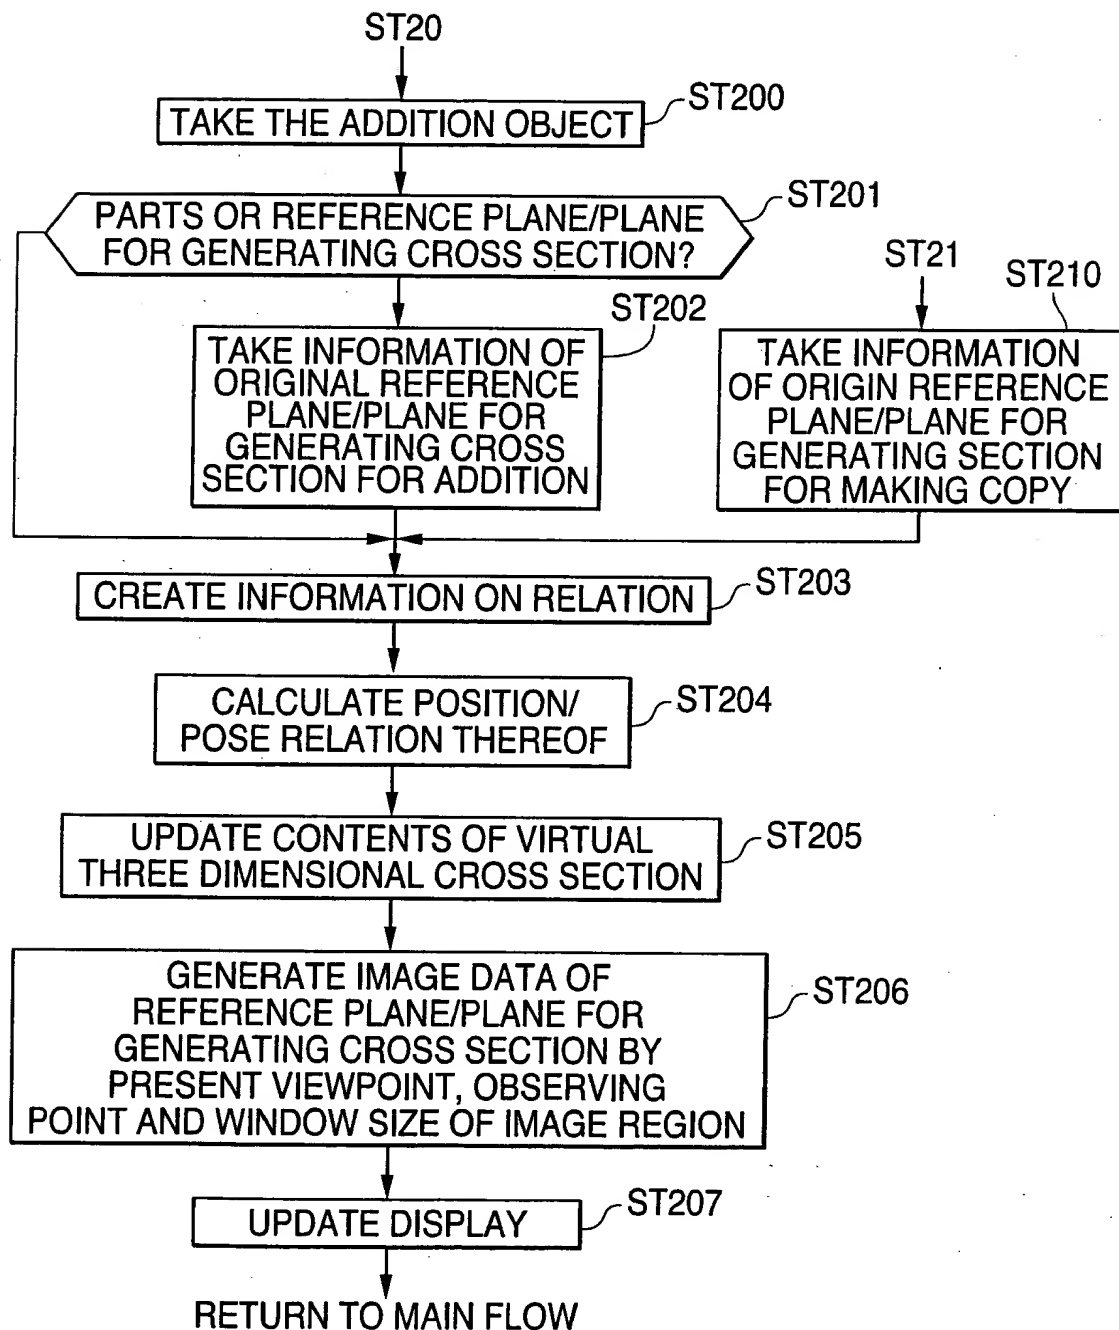 ST20
ST200
TAKE THE ADDITION OBJECT
ST201
PARTS OR REFERENCE PLANE/PLANE
FOR GENERATING CROSS SECTION?
ST202
TAKE INFORMATION OF
ORIGINAL REFERENCE
PLANE/PLANE FOR
GENERATING CROSS
SECTION FOR ADDITION
ST21
ST210
TAKE INFORMATION
OF ORIGIN REFERENCE
PLANE/PLANE FOR
GENERATING SECTION
FOR MAKING COPY
CREATE INFORMATION ON RELATION
ST203
CALCULATE POSITION/
POSE RELATION THEREOF
ST204
UPDATE CONTENTS OF VIRTUAL
THREE DIMENSIONAL CROSS SECTION
ST205
GENERATE IMAGE DATA OF
REFERENCE PLANE/PLANE FOR
GENERATING CROSS SECTION BY
PRESENT VIEWPOINT, OBSERVING
POINT AND WINDOW SIZE OF IMAGE REGION
ST206
UPDATE DISPLAY
ST207
RETURN TO MAIN FLOW